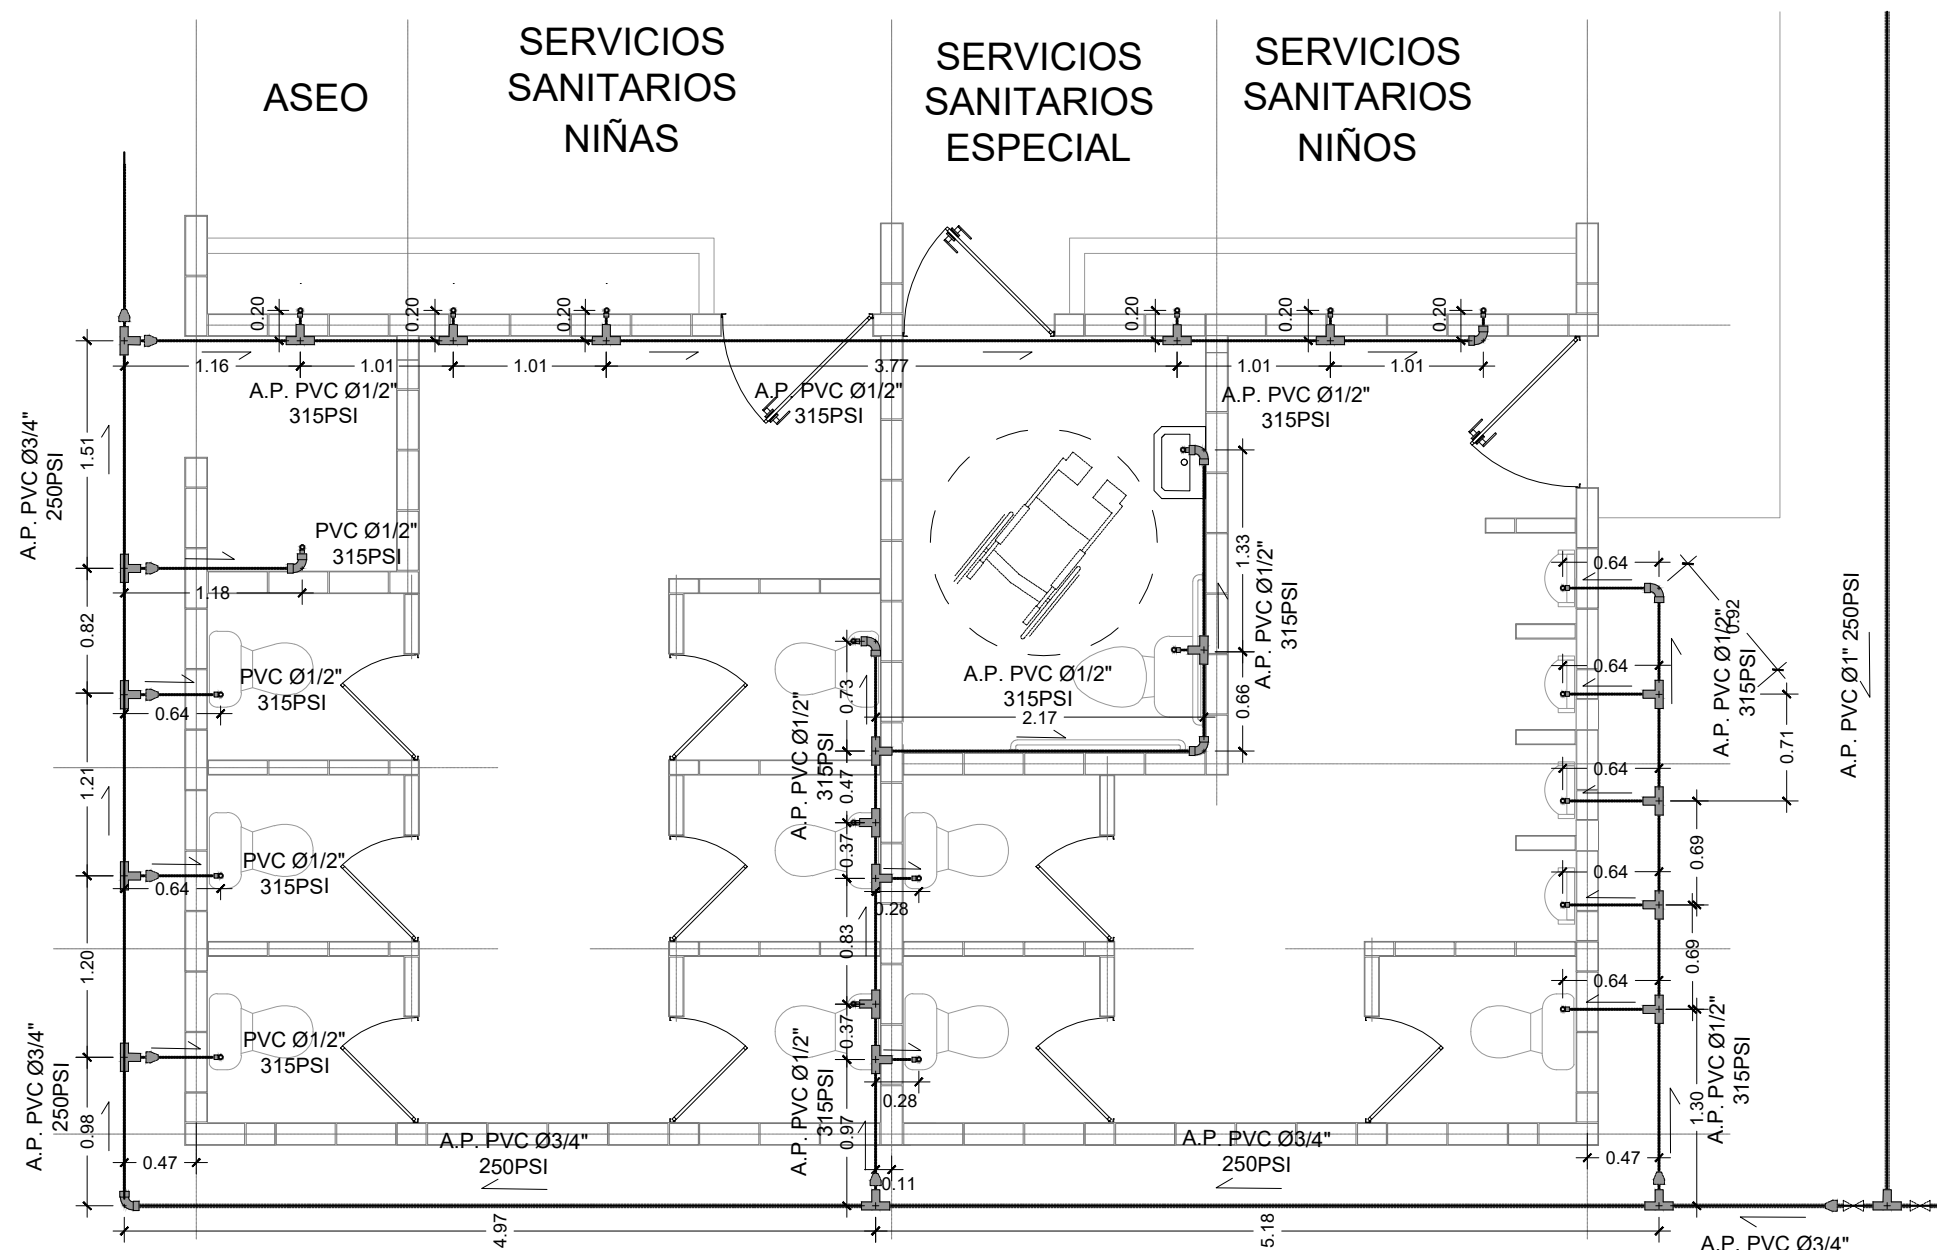 ASEO
SERVICIOS
SANITARIOS
NIÑAS
SERVICIOS
SANITARIOS
ESPECIAL
SERVICIOS
SANITARIOS
NIÑOS
0.20
0.20
0.20
0.20
0.20
0.20
1.16
1.01
1.01
3.77
1.01
1.01
A.P. PVC Ø1/2"
315PSI
A.P. PVC Ø1/2"
315PSI
A.P. PVC Ø1/2"
315PSI
A.P. PVC Ø3/4"
250PSI
1.51
PVC Ø1/2"
315PSI
1.18
0.82
PVC Ø1/2"
315PSI
0.64
1.21
PVC Ø1/2"
315PSI
0.64
1.20
PVC Ø1/2"
315PSI
A.P. PVC Ø3/4"
250PSI
0.98
0.47
A.P. PVC Ø3/4"
250PSI
4.97
A.P. PVC Ø1/2"
315PSI
0.73
0.47
0.37
0.83
0.37
0.97
A.P. PVC Ø1/2"
315PSI
0.28
0.28
0.11
A.P. PVC Ø1/2"
315PSI
2.17
1.33
0.66
A.P. PVC Ø1/2"
315PSI
A.P. PVC Ø3/4"
250PSI
5.18
0.64
0.64
0.64
0.64
0.64
0.92
A.P. PVC Ø1/2"
315PSI
0.71
0.69
0.69
1.30
A.P. PVC Ø1/2"
315PSI
0.47
A.P. PVC Ø1" 250PSI
A.P. PVC Ø3/4"